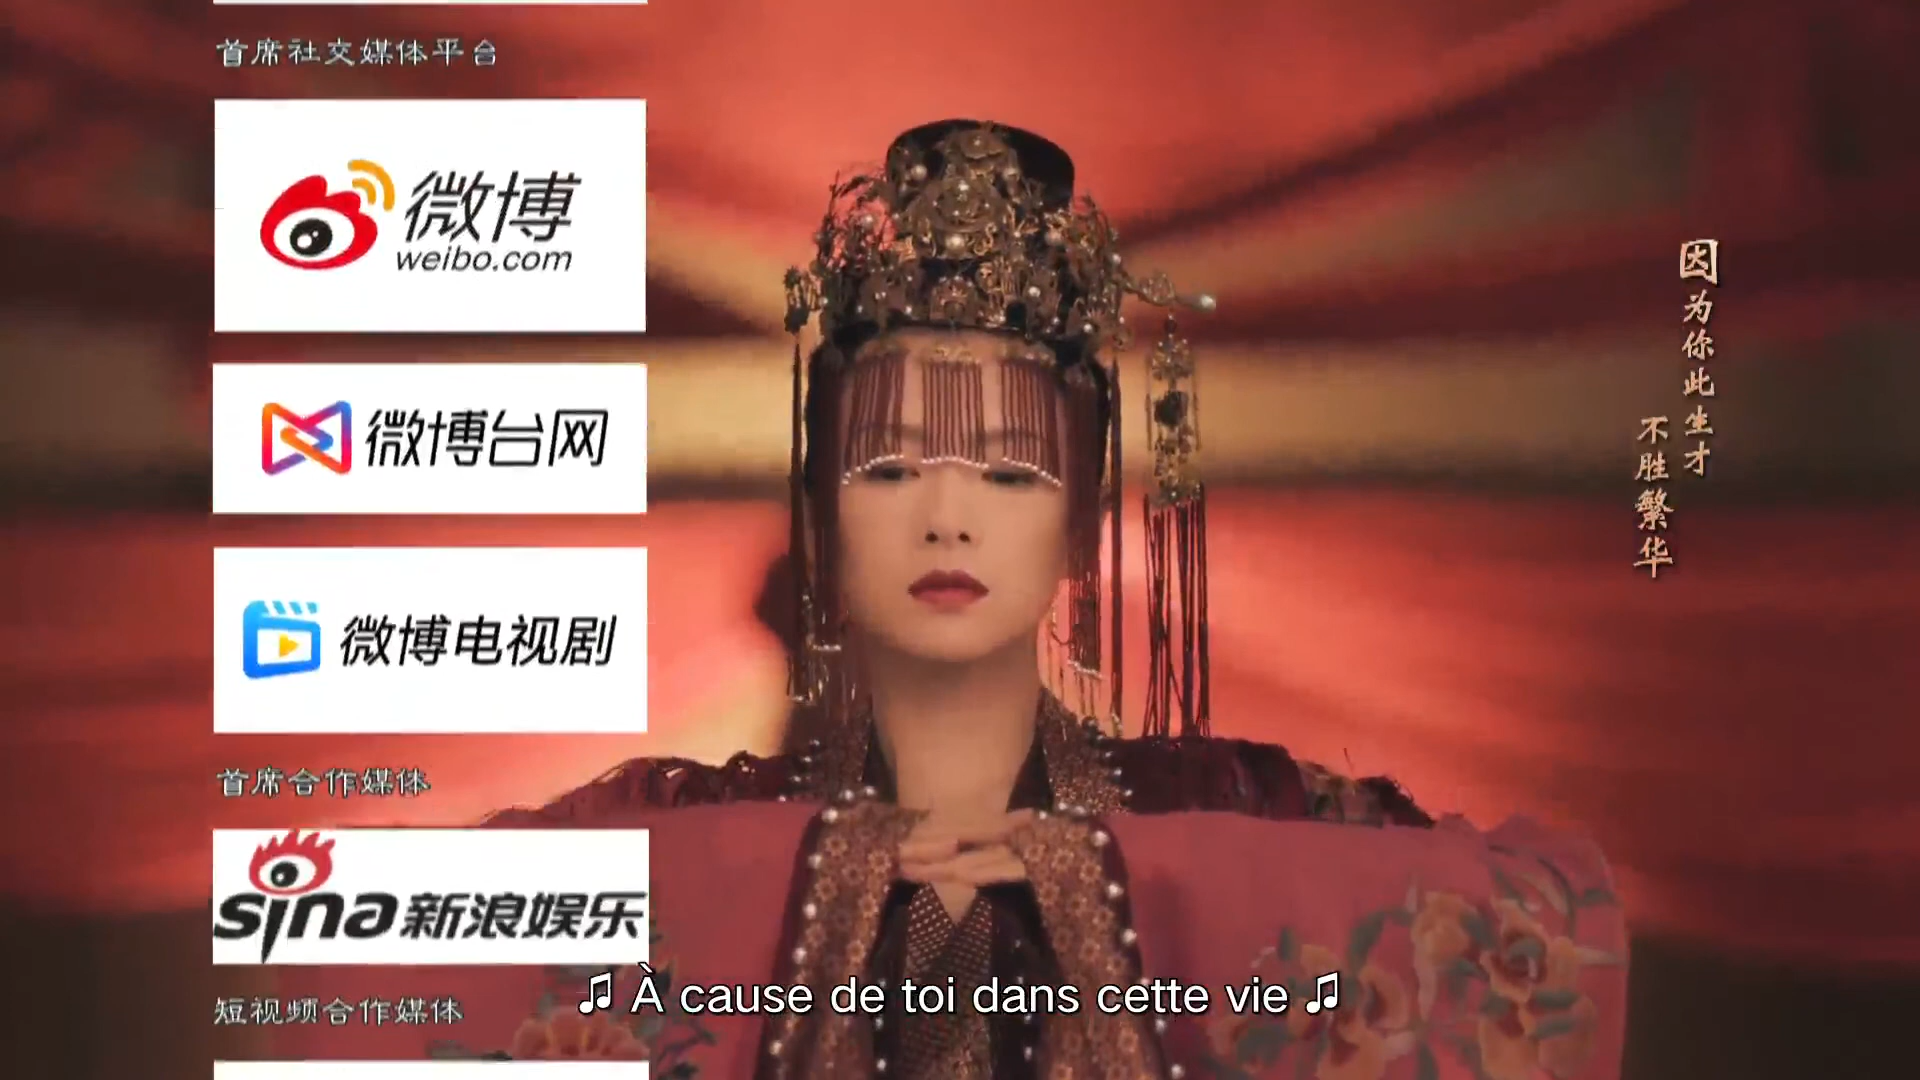 首席社交媒体平台
微博
weibo.com
微博台网
微博电视剧
首席合作媒体
sina新浪娱乐
短视频合作媒体
因为你此生才
不胜繁华
♫ À cause de toi dans cette vie ♫